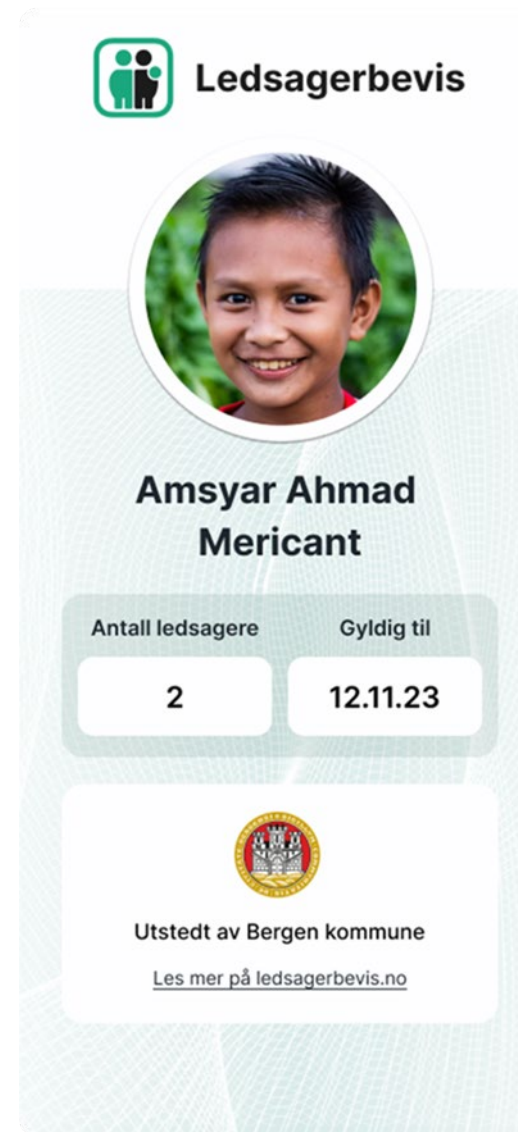 Ledsagerbevis
Amsyar Ahmad
Mericant
Antall ledsagere
Gyldig til
2
12.11.23
Utstedt av Bergen kommune
Les mer på ledsagerbevis.no